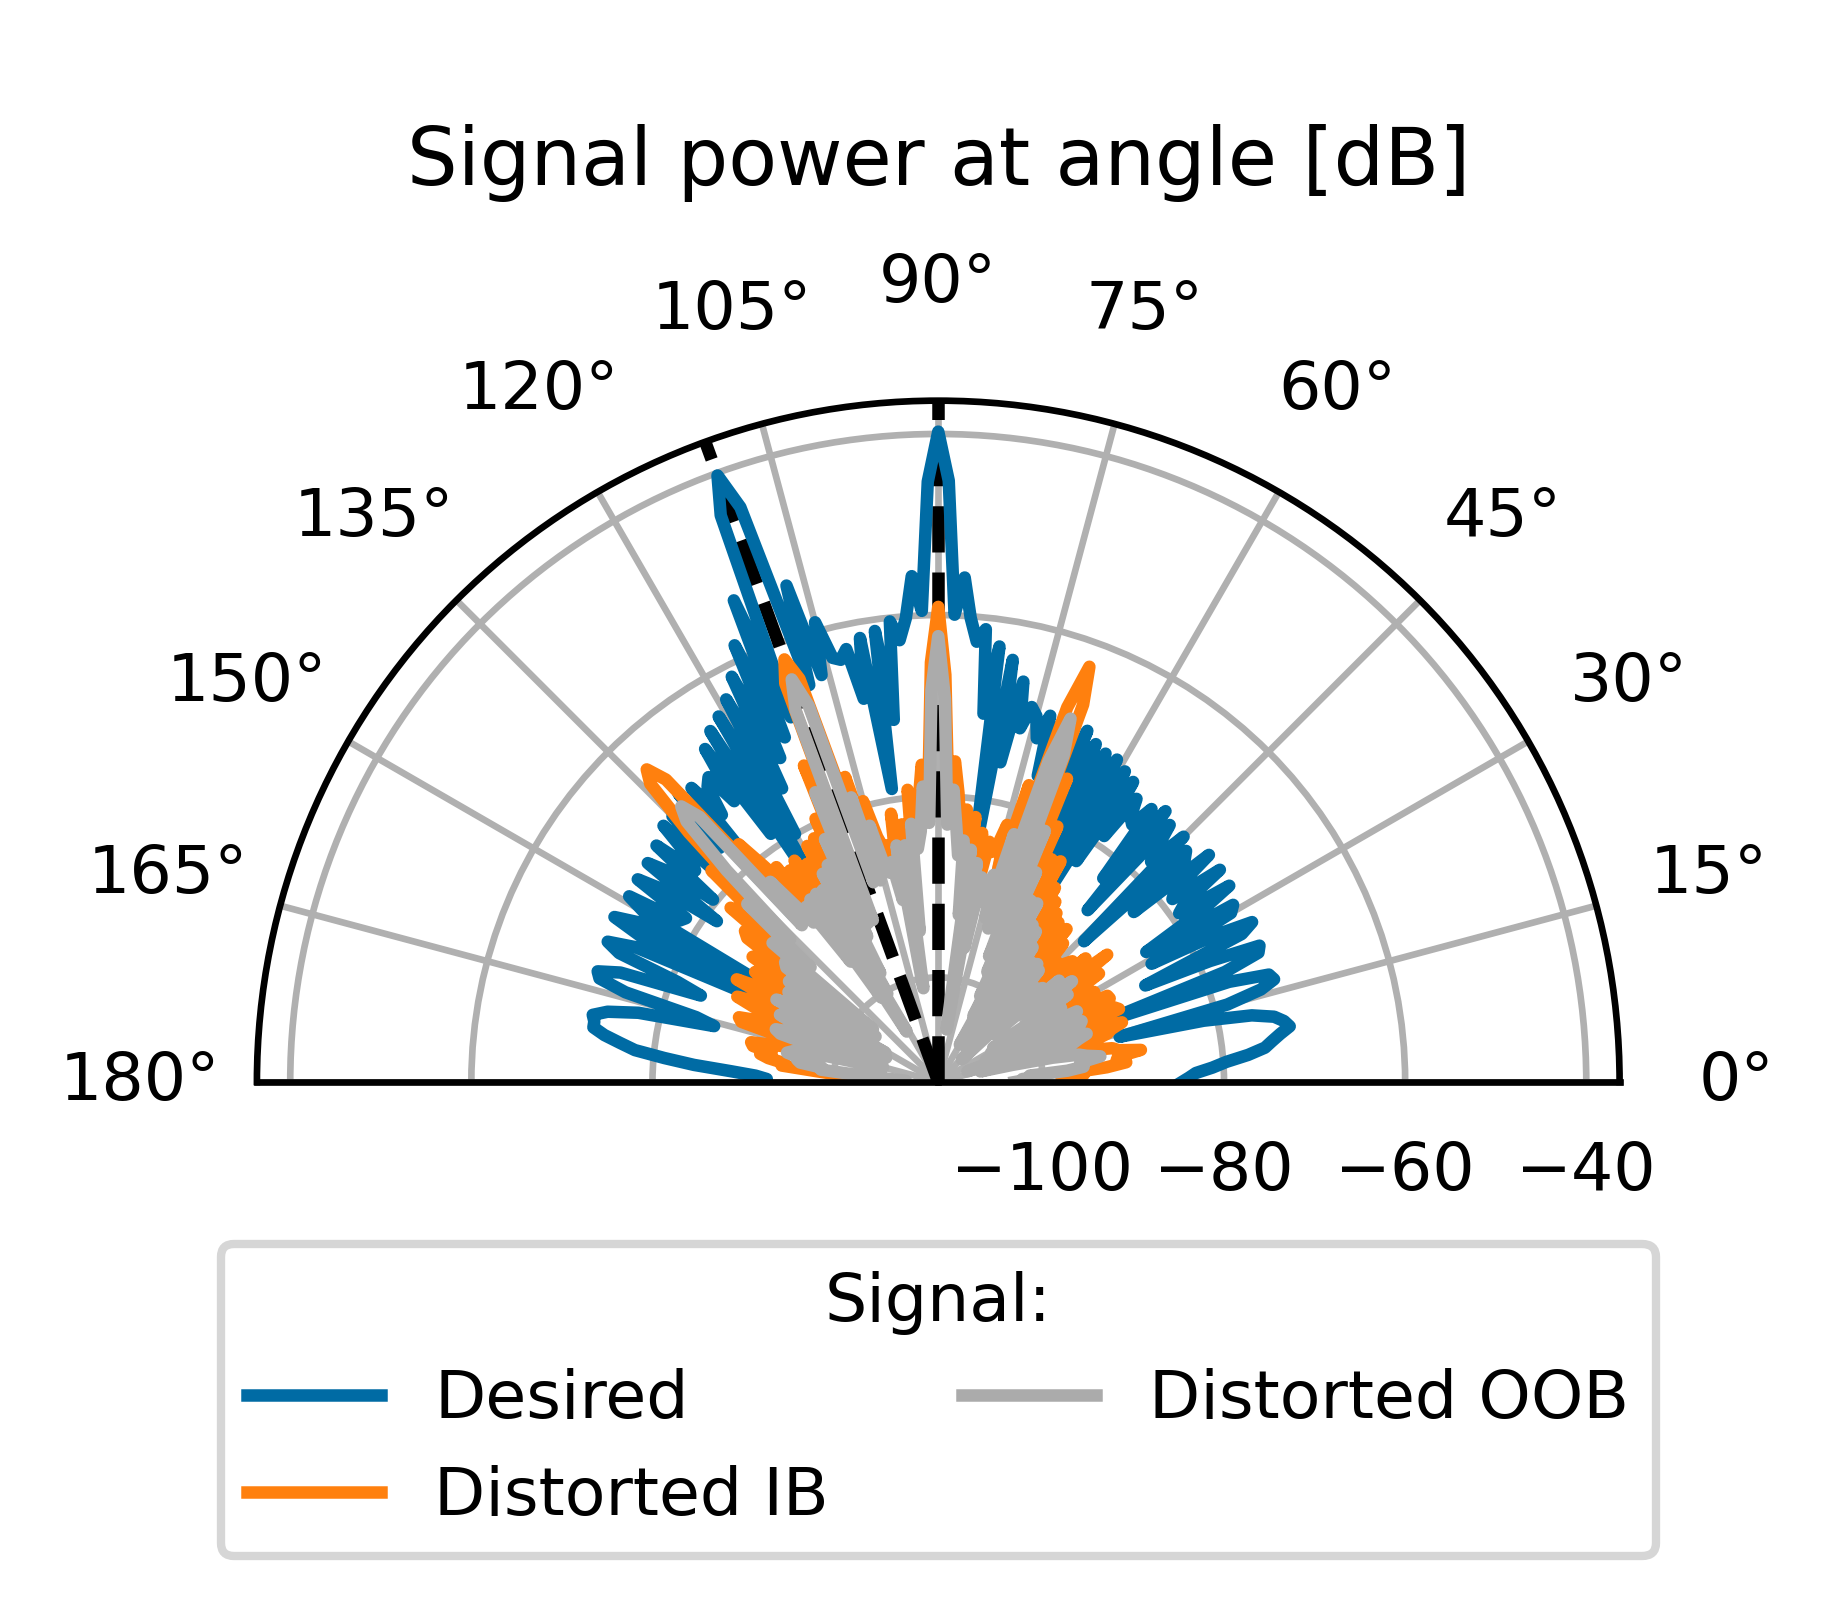 Signal power at angle [dB]
90°
105°
75°
120°
60°
135°
45°
150°
30°
165°
15°
180°
0°
−100 −80 −60 −40
Signal:
Desired
Distorted OOB
Distorted IB